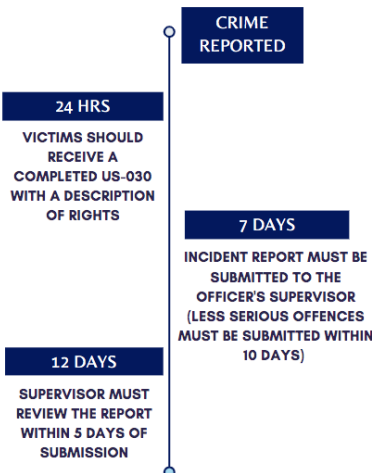 CRIME
REPORTED
24 HRS
VICTIMS SHOULD
RECEIVE A
COMPLETED US-030
WITH A DESCRIPTION
OF RIGHTS
7 DAYS
INCIDENT REPORT MUST BE
SUBMITTED TO THE
OFFICER'S SUPERVISOR
(LESS SERIOUS OFFENCES
MUST BE SUBMITTED WITHIN
10 DAYS)
12 DAYS
SUPERVISOR MUST
REVIEW THE REPORT
WITHIN 5 DAYS OF
SUBMISSION